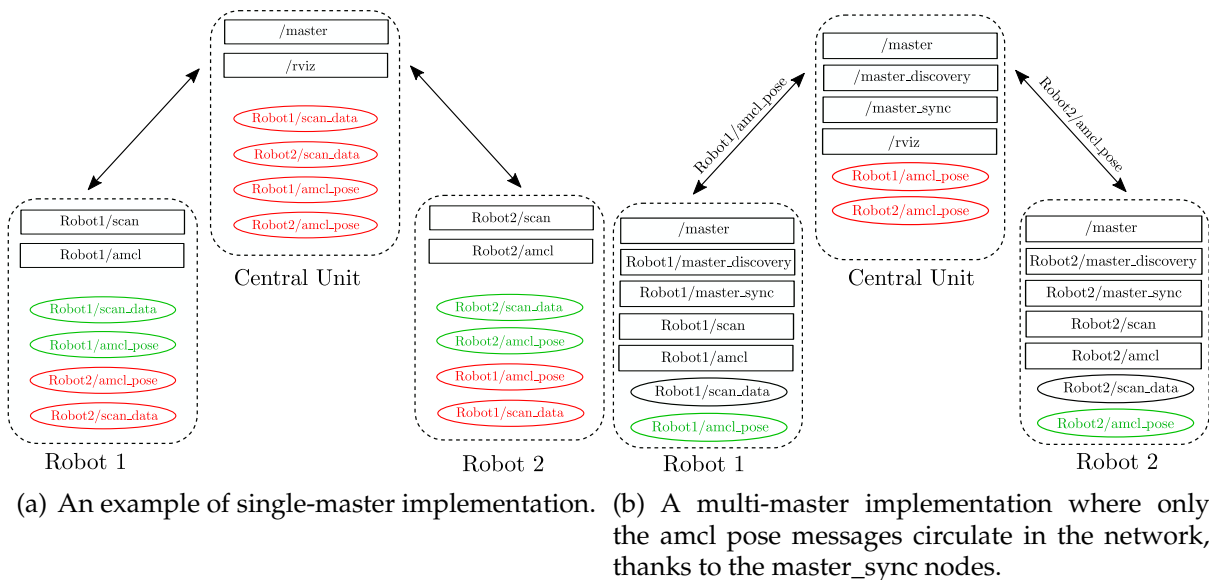 /master
/rviz
Robot1/scan_data
Robot2/scan_data
Robot1/amcl_pose
Robot2/amcl_pose
Central Unit
Robot1/scan
Robot1/amcl
Robot1/scan_data
Robot1/amcl_pose
Robot2/amcl_pose
Robot2/scan_data
Robot 1
Robot2/scan
Robot2/amcl
Robot2/scan_data
Robot2/amcl_pose
Robot1/amcl_pose
Robot1/scan_data
Robot 2
(a) An example of single-master implementation.
/master
/master_discovery
/master_sync
/rviz
Robot1/amcl_pose
Robot2/amcl_pose
Central Unit
Robot1/amcl_pose
Robot2/amcl_pose
/master
Robot1/master_discovery
Robot1/master_sync
Robot1/scan
Robot1/amcl
Robot1/scan_data
Robot1/amcl_pose
Robot 1
/master
Robot2/master_discovery
Robot2/master_sync
Robot2/scan
Robot2/amcl
Robot2/scan_data
Robot2/amcl_pose
Robot 2
(b) A multi-master implementation where only
the amcl pose messages circulate in the network,
thanks to the master_sync nodes.